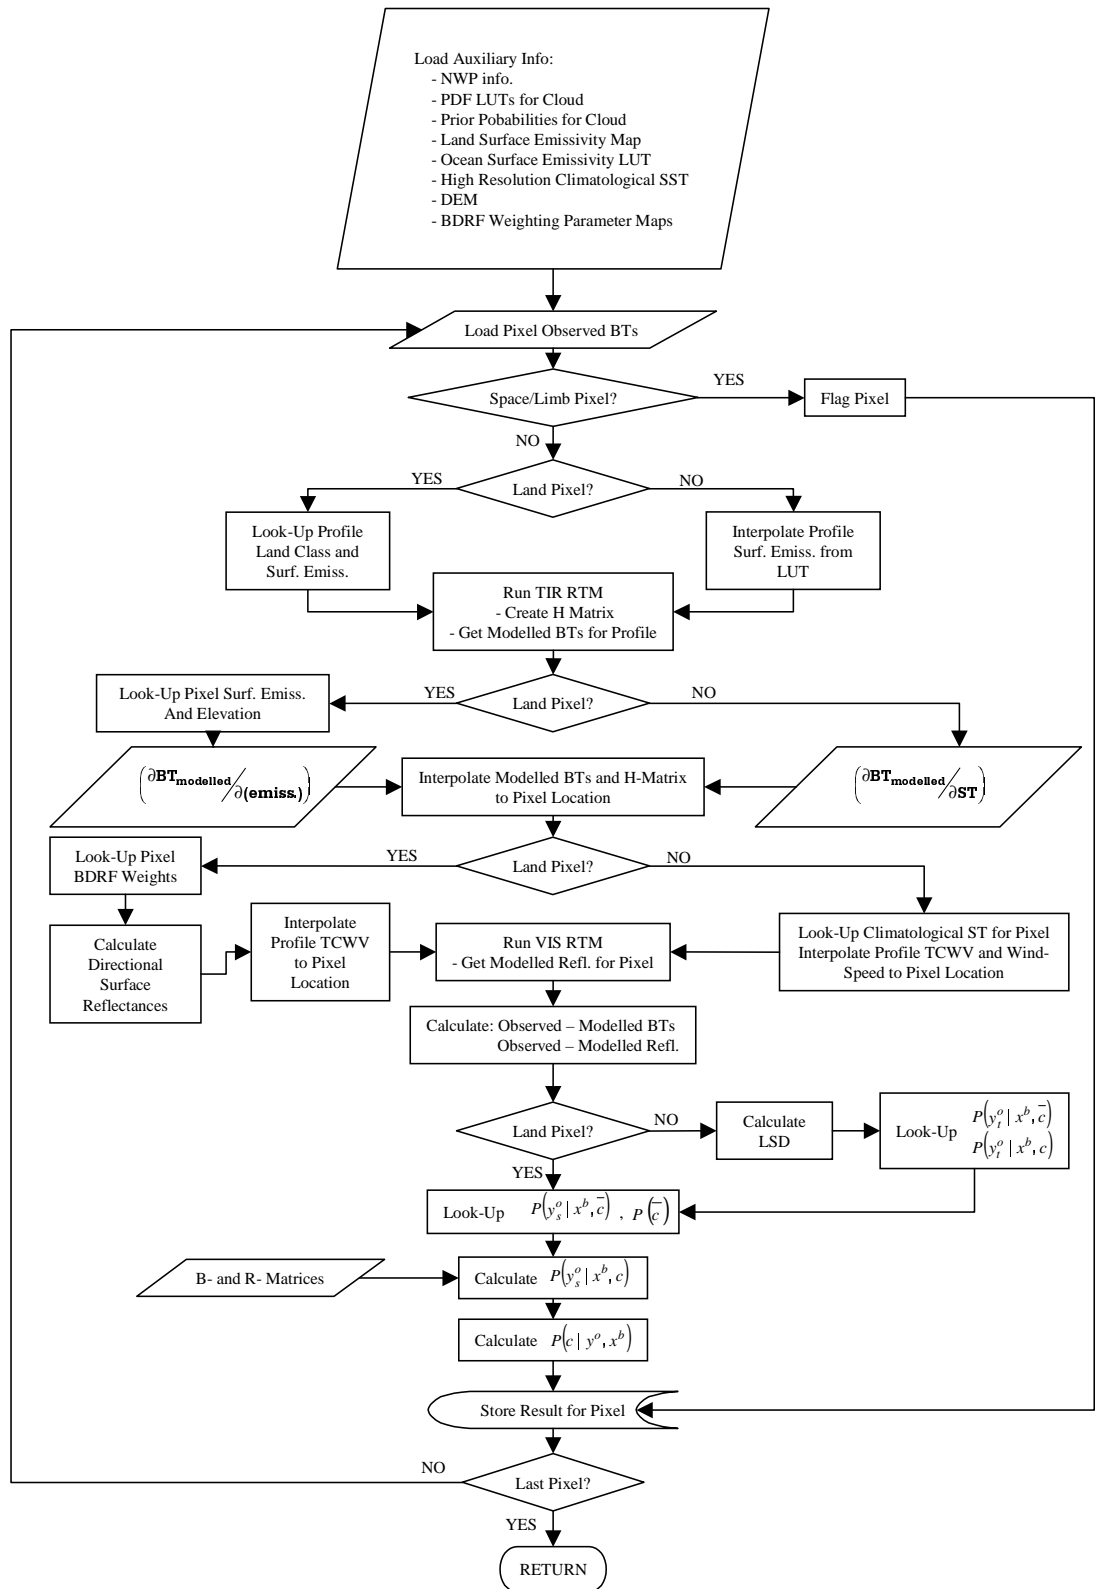 Load Auxiliary Info:
- NWP info.
- PDF LUTs for Cloud
- Prior Pobabilities for Cloud
- Land Surface Emissivity Map
- Ocean Surface Emissivity LUT
- High Resolution Climatological SST
- DEM
- BDRF Weighting Parameter Maps
Load Pixel Observed BTs
Space/Limb Pixel?
YES
Flag Pixel
NO
Land Pixel?
YES
NO
Look-Up Profile
Land Class and
Surf. Emiss.
Interpolate Profile
Surf. Emiss. from
LUT
Run TIR RTM
- Create H Matrix
- Get Modelled BTs for Profile
Land Pixel?
YES
NO
Look-Up Pixel Surf. Emiss.
And Elevation
(∂BTmodelled/∂(emiss.))
Interpolate Modelled BTs and H-Matrix
to Pixel Location
(∂BTmodelled/∂ST)
Land Pixel?
YES
NO
Look-Up Pixel
BDRF Weights
Calculate
Directional
Surface
Reflectances
Interpolate
Profile TCWV
to Pixel
Location
Run VIS RTM
- Get Modelled Refl. for Pixel
Look-Up Climatological ST for Pixel
Interpolate Profile TCWV and Wind-
Speed to Pixel Location
Calculate: Observed – Modelled BTs
Observed – Modelled Refl.
Land Pixel?
NO
YES
Calculate
LSD
Look-Up
P(y_t^o | x^b, c̄)
P(y_t^o | x^b, c)
Look-Up P(y_s^o | x^b, c̄) , P(c̄)
B- and R- Matrices
Calculate P(y_s^o | x^b, c)
Calculate P(c | y^o, x^b)
Store Result for Pixel
Last Pixel?
NO
YES
RETURN